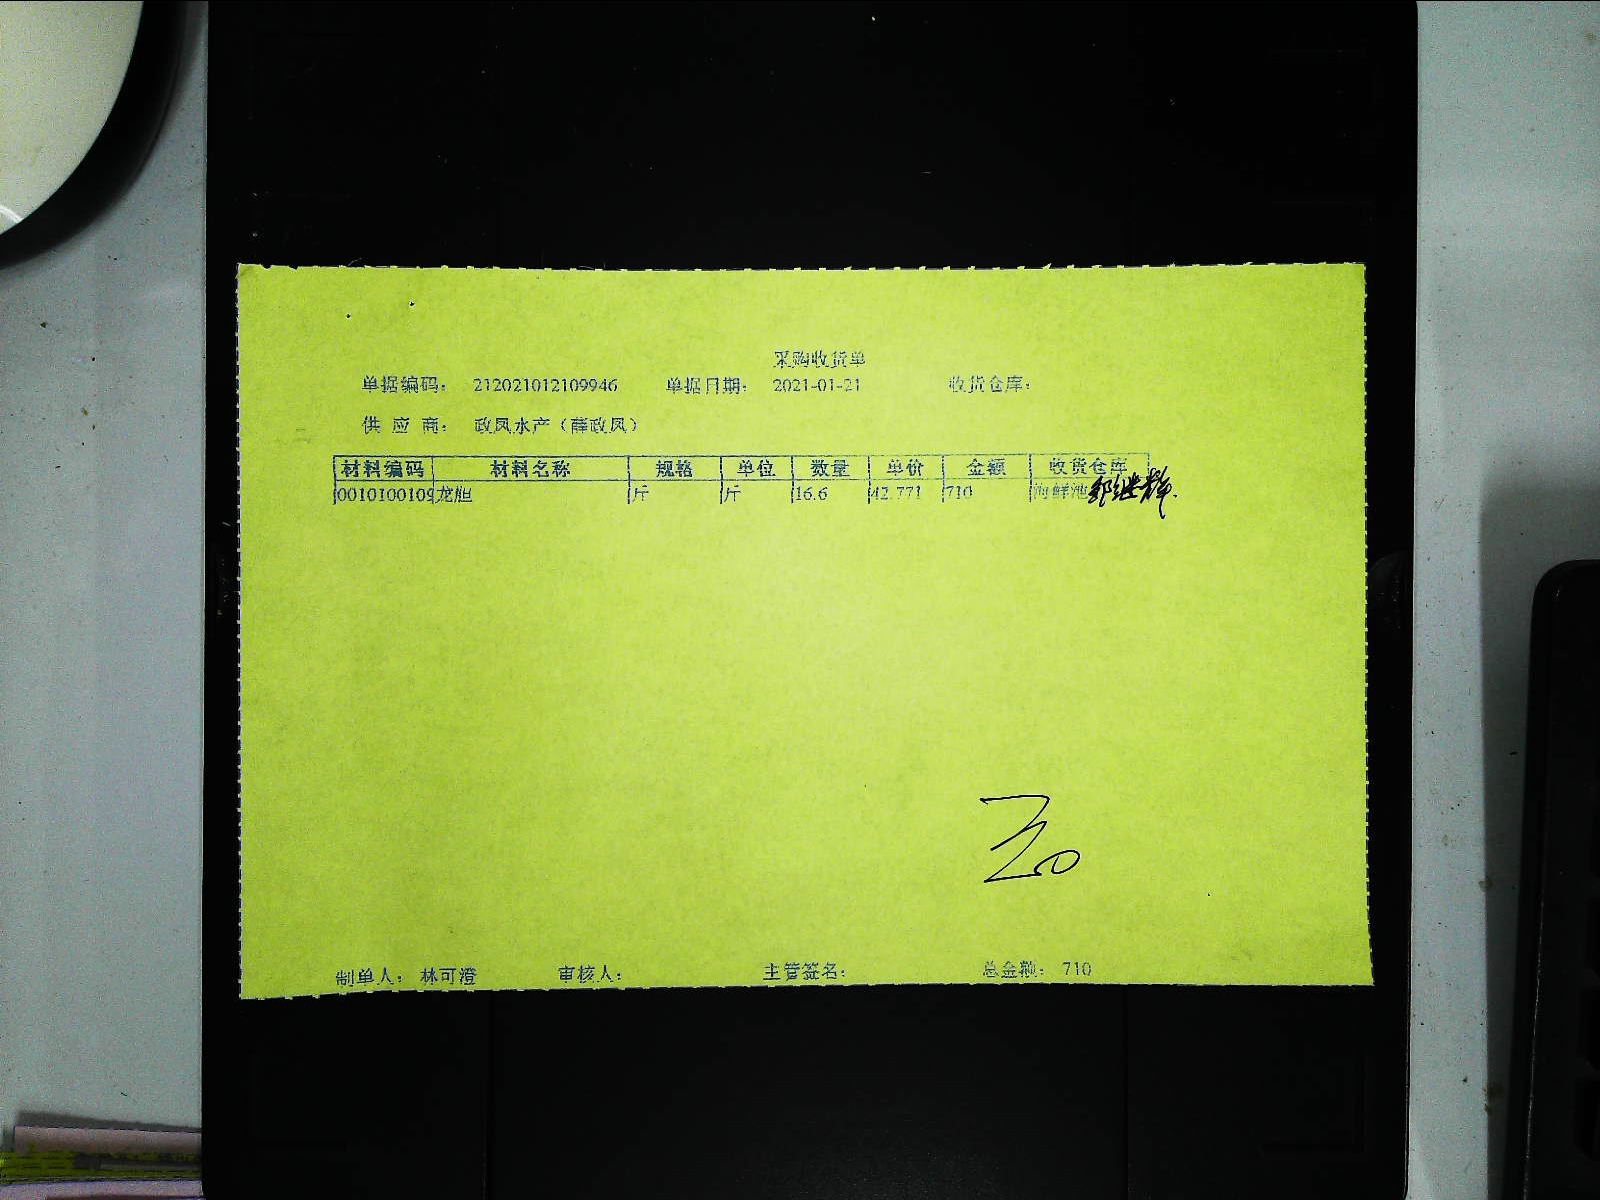 采购收货单
单据编码： 212021012109946 单据日期： 2021-01-21 收货仓库：
供应商： 政凤水产（薛政凤）
材料编码 材料名称 规格 单位 数量 单价 金额 收货仓库
0010100109 龙胆 斤 斤 16.6 42.771 710 海鲜池
制单人： 林可澄 审核人： 主管签名： 总金额： 710